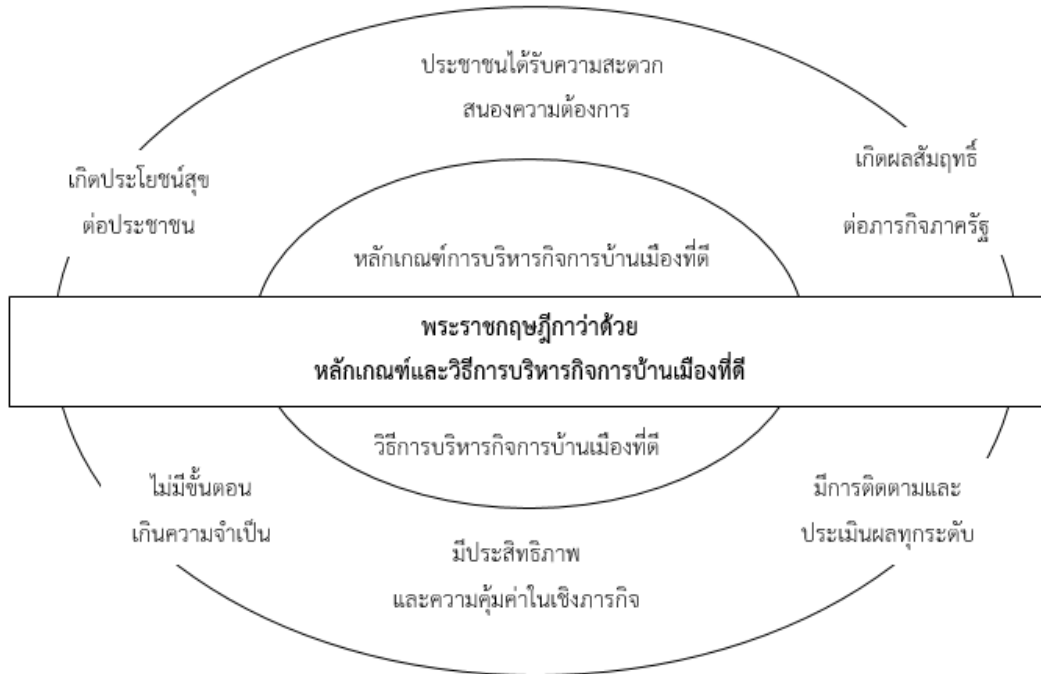 ประชาชนได้รับความสะดวก
สนองความต้องการ
เกิดประโยชน์สุข
ต่อประชาชน
เกิดผลสัมฤทธิ์
ต่อภารกิจภาครัฐ
หลักเกณฑ์การบริหารกิจการบ้านเมืองที่ดี
พระราชกฤษฎีกาว่าด้วย
หลักเกณฑ์และวิธีการบริหารกิจการบ้านเมืองที่ดี
วิธีการบริหารกิจการบ้านเมืองที่ดี
ไม่มีขั้นตอน
เกินความจำเป็น
มีประสิทธิภาพ
และความคุ้มค่าในเชิงภารกิจ
มีการติดตามและ
ประเมินผลทุกระดับ